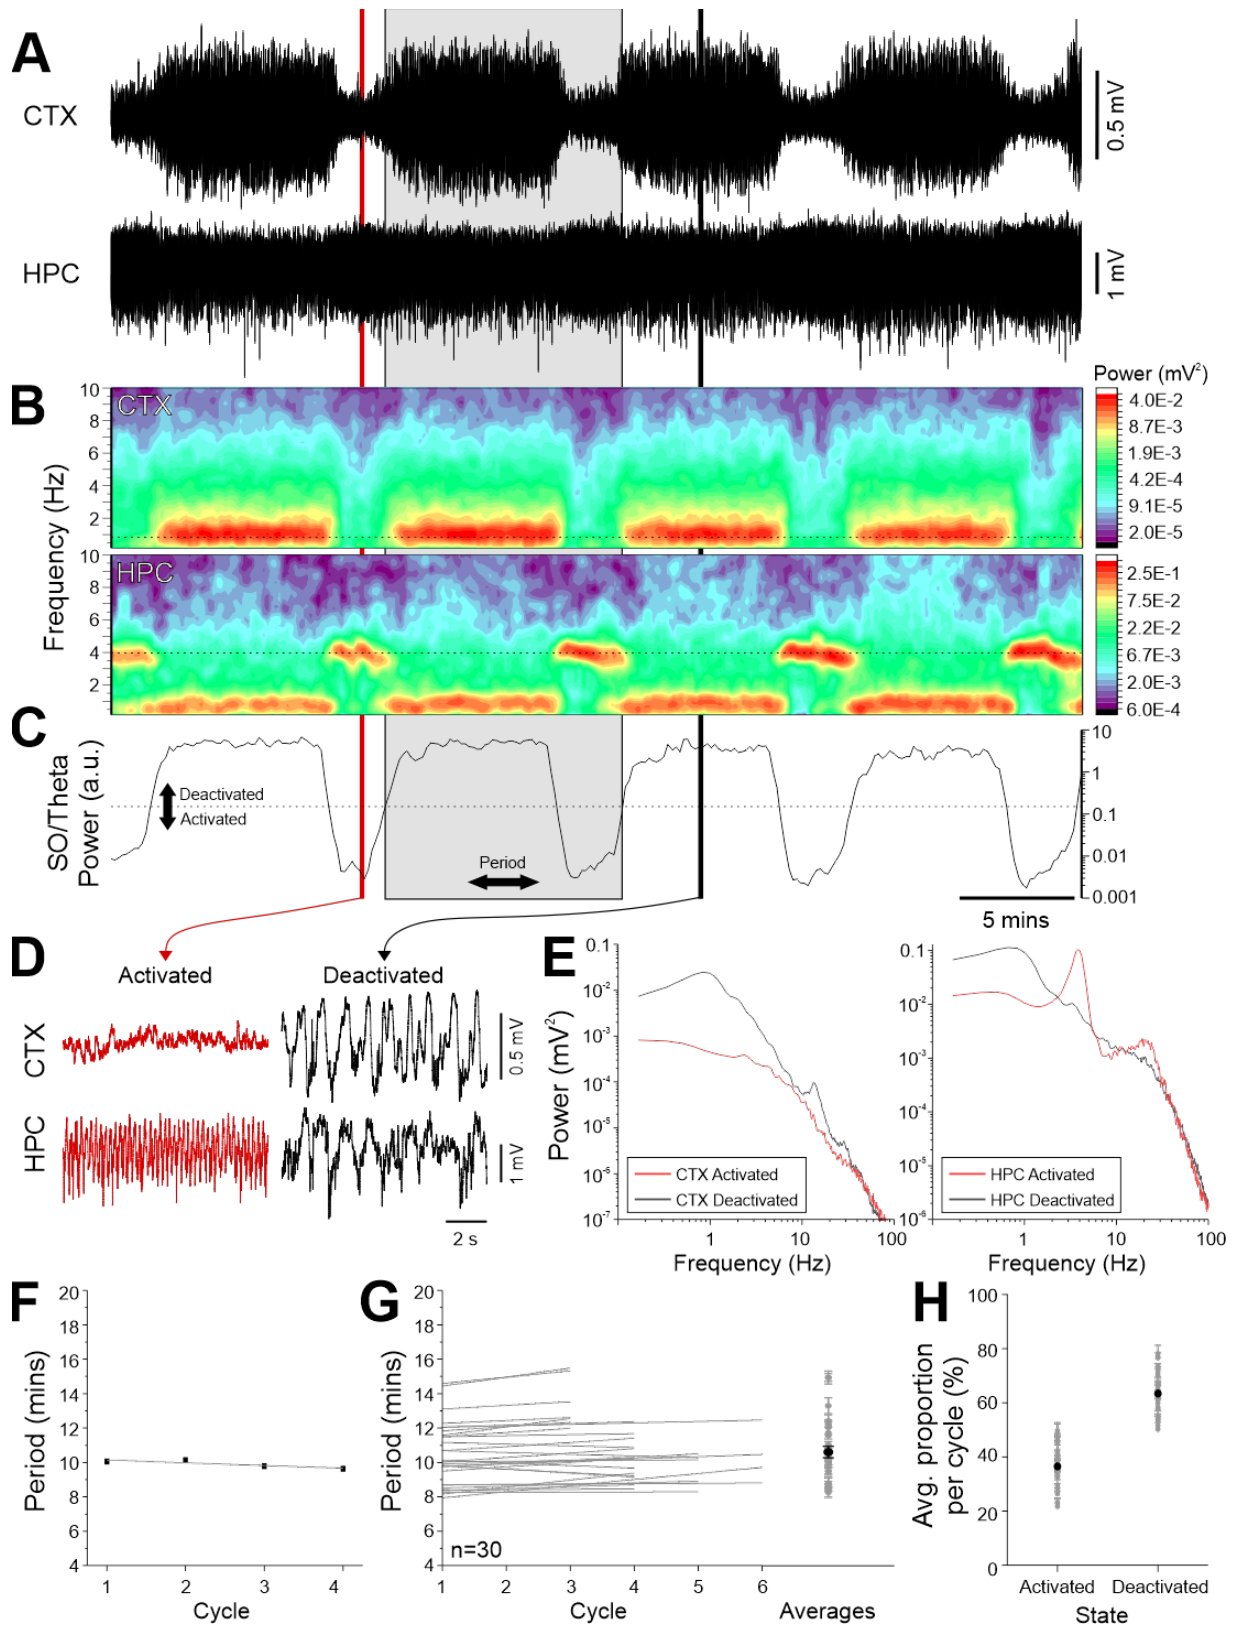 A
CTX
0.5 mV
HPC
1 mV
B
CTX
10
8
6
4
2
Frequency (Hz)
HPC
10
8
6
4
2
Power (mV²)
4.0E-2
8.7E-3
1.9E-3
4.2E-4
9.1E-5
2.0E-5
2.5E-1
7.5E-2
2.2E-2
6.7E-3
2.0E-3
6.0E-4
C
SO/Theta
Power (a.u.)
Deactivated
Activated
Period
10
1
0.1
0.01
0.001
5 mins
D
Activated
Deactivated
CTX
0.5 mV
HPC
1 mV
2 s
E
Power (mV²)
0.1
10⁻²
10⁻³
10⁻⁴
10⁻⁵
10⁻⁶
10⁻⁷
CTX Activated
CTX Deactivated
1
10
100
Frequency (Hz)
0.1
10⁻²
10⁻³
10⁻⁴
10⁻⁵
10⁻⁶
HPC Activated
HPC Deactivated
1
10
100
Frequency (Hz)
F
Period (mins)
20
18
16
14
12
10
8
6
4
1 2 3 4
Cycle
G
Period (mins)
20
18
16
14
12
10
8
6
4
n=30
1 2 3 4 5 6
Cycle
Averages
H
Avg. proportion
per cycle (%)
100
80
60
40
20
0
Activated
Deactivated
State